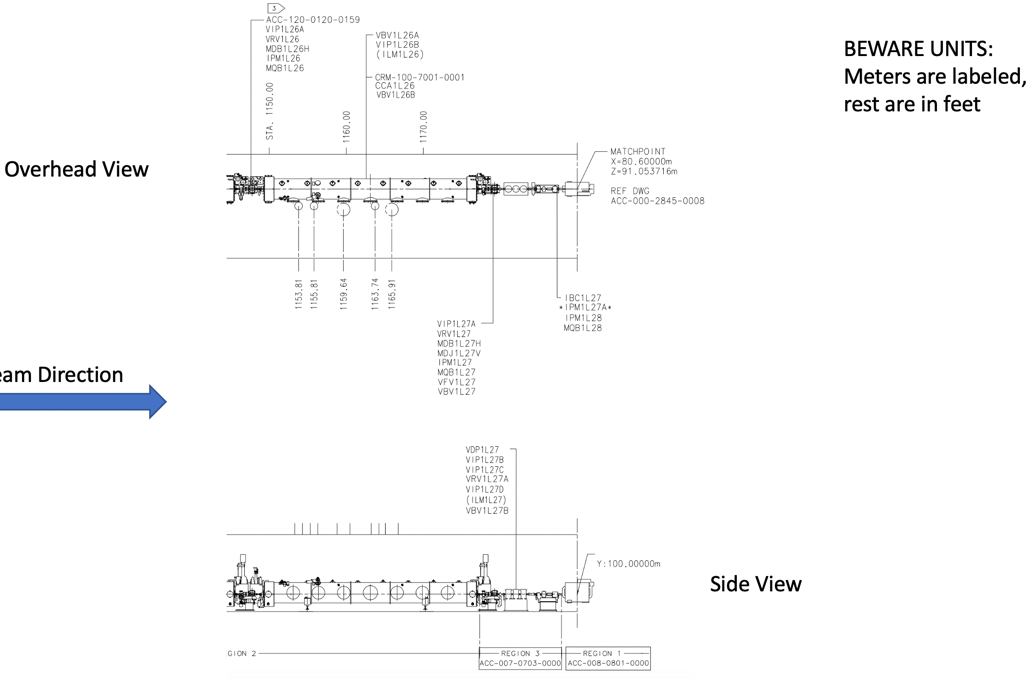 3
ACC-120-0120-0159
VIP1L26A
VRV1L26
MDB1L26H
IPM1L26
MQB1L26
VBV1L26A
VIP1L26B
(ILM1L26)
CRM-100-7001-0001
CCA1L26
VBV1L26B
BEWARE UNITS:
Meters are labeled,
rest are in feet
STA. 1150.00
1160.00
1170.00
Overhead View
MATCHPOINT
X=80.60000m
Z=91.053716m
REF DWG
ACC-000-2845-0008
1153.81
1155.81
1159.64
1163.74
1165.91
IBC1L27
*IPM1L27A*
IPM1L28
MQB1L28
VIP1L27A
VRV1L27
MDB1L27H
MDJ1L27V
IPM1L27
MQB1L27
VFV1L27
VBV1L27
eam Direction
VDP1L27
VIP1L27B
VIP1L27C
VRV1L27A
VIP1L27D
(ILM1L27)
VBV1L27B
Y:100.00000m
Side View
GION 2
REGION 3
ACC-007-0703-0000
REGION 1
ACC-008-0801-0000